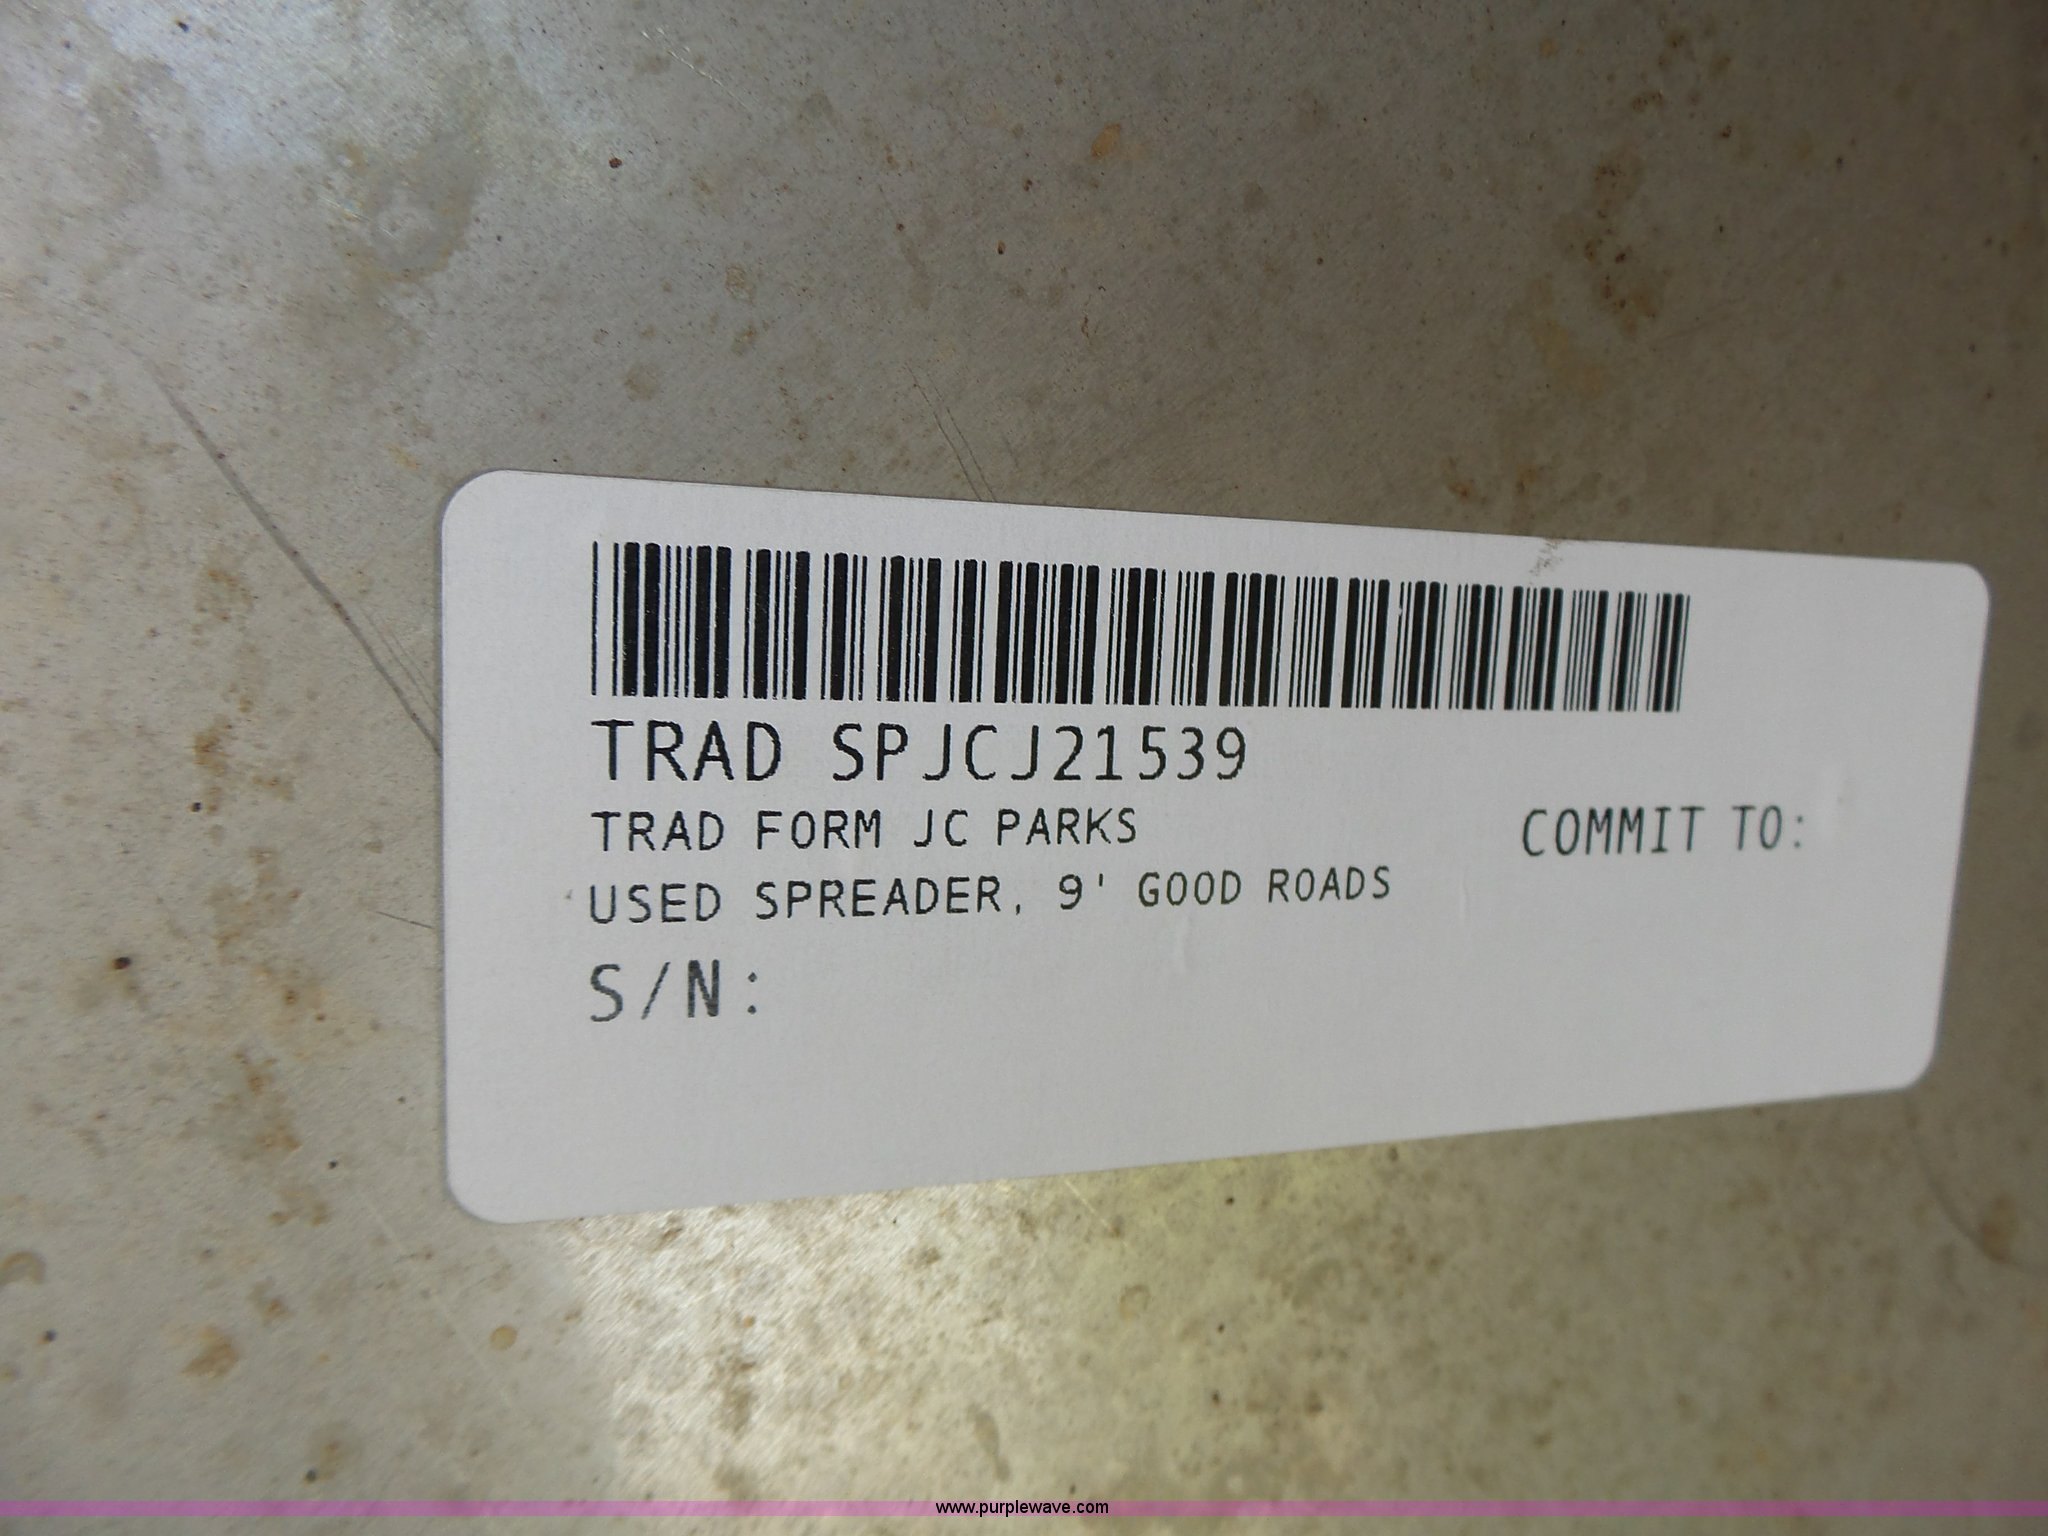 TRAD SPJCJ21539
TRAD FORM JC PARKS
COMMIT TO:
USED SPREADER, 9' GOOD ROADS
S/N:
www.purplewave.com